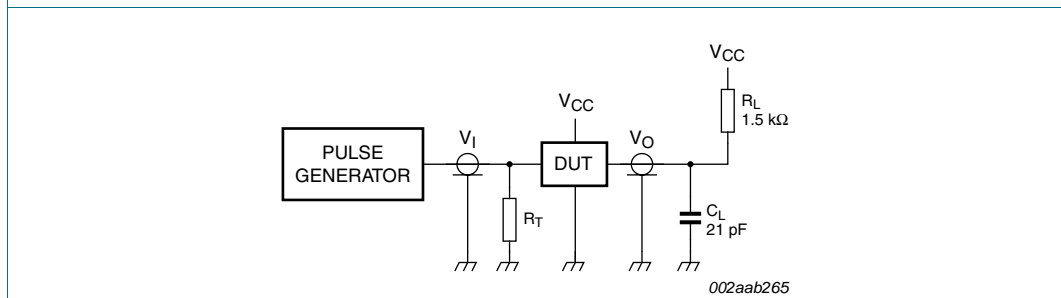 VCC
RL
1.5 kΩ
VCC
VI
VO
PULSE
GENERATOR
DUT
RT
CL
21 pF
002aab265